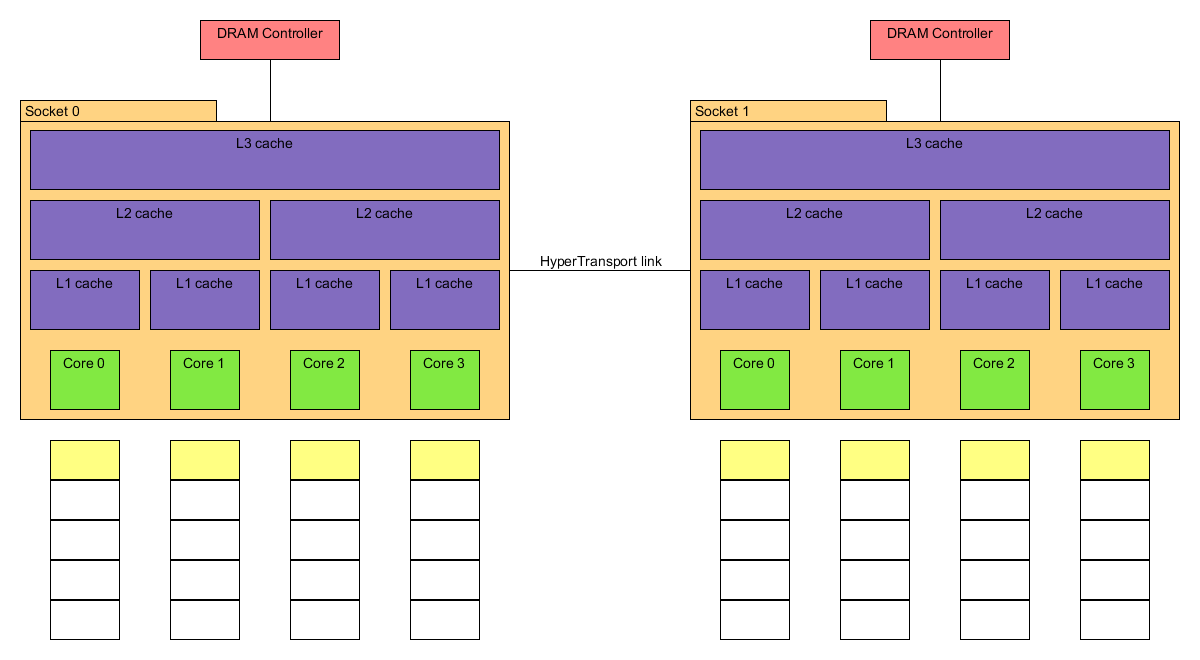 DRAM Controller
DRAM Controller
Socket 0
Socket 1
L3 cache
L3 cache
L2 cache
L2 cache
L2 cache
L2 cache
HyperTransport link
L1 cache
L1 cache
L1 cache
L1 cache
L1 cache
L1 cache
L1 cache
L1 cache
Core 0
Core 1
Core 2
Core 3
Core 0
Core 1
Core 2
Core 3